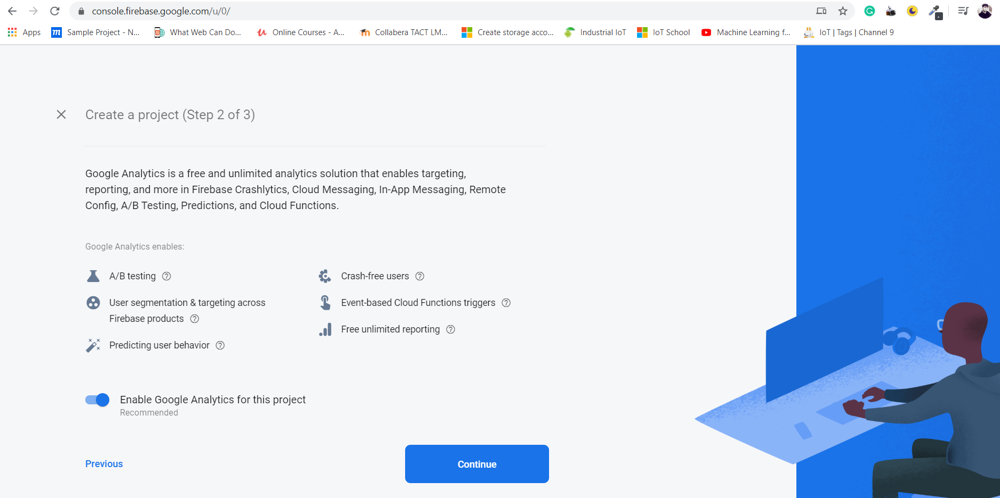 console.firebase.google.com/u/0/
Apps
Sample Project - N...
What Web Can Do...
Online Courses - A...
Collabera TACT LM...
Create storage acco...
Industrial IoT
IoT School
Machine Learning f...
IoT | Tags | Channel 9
Create a project (Step 2 of 3)
Google Analytics is a free and unlimited analytics solution that enables targeting,
reporting, and more in Firebase Crashlytics, Cloud Messaging, In-App Messaging, Remote
Config, A/B Testing, Predictions, and Cloud Functions.
Google Analytics enables:
A/B testing
User segmentation & targeting across
Firebase products
Predicting user behavior
Crash-free users
Event-based Cloud Functions triggers
Free unlimited reporting
Enable Google Analytics for this project
Recommended
Previous
Continue